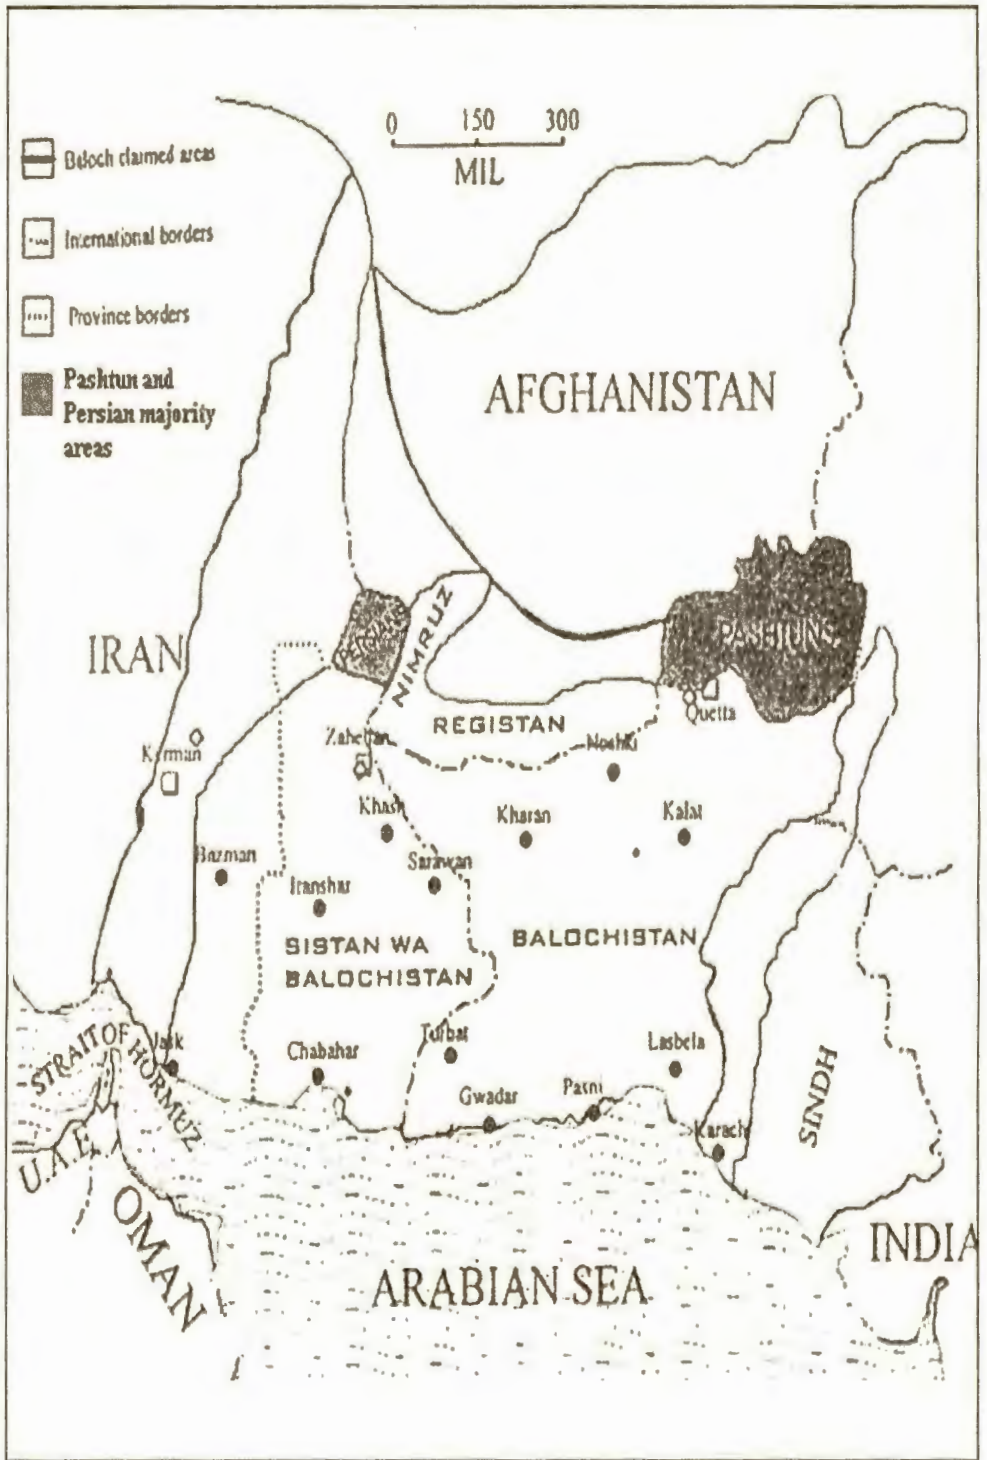 0 150 300
MIL
Baloch claimed areas
International borders
Province borders
Pashtun and
Persian majority
areas
AFGHANISTAN
IRAN
NIMRUZ
PASHTUNS
REGISTAN
Quetta
Zahedan
Noshki
Kerman
Khash
Kharan
Kalat
Bazman
Sarawan
Iranshar
SISTAN WA
BALOCHISTAN
BALOCHISTAN
STRAIT OF HORMUZ
Jask
Chabahar
Turbat
Lasbela
Gwadar
Pasni
Karachi
SINDH
U.A.E
OMAN
INDIA
ARABIAN SEA